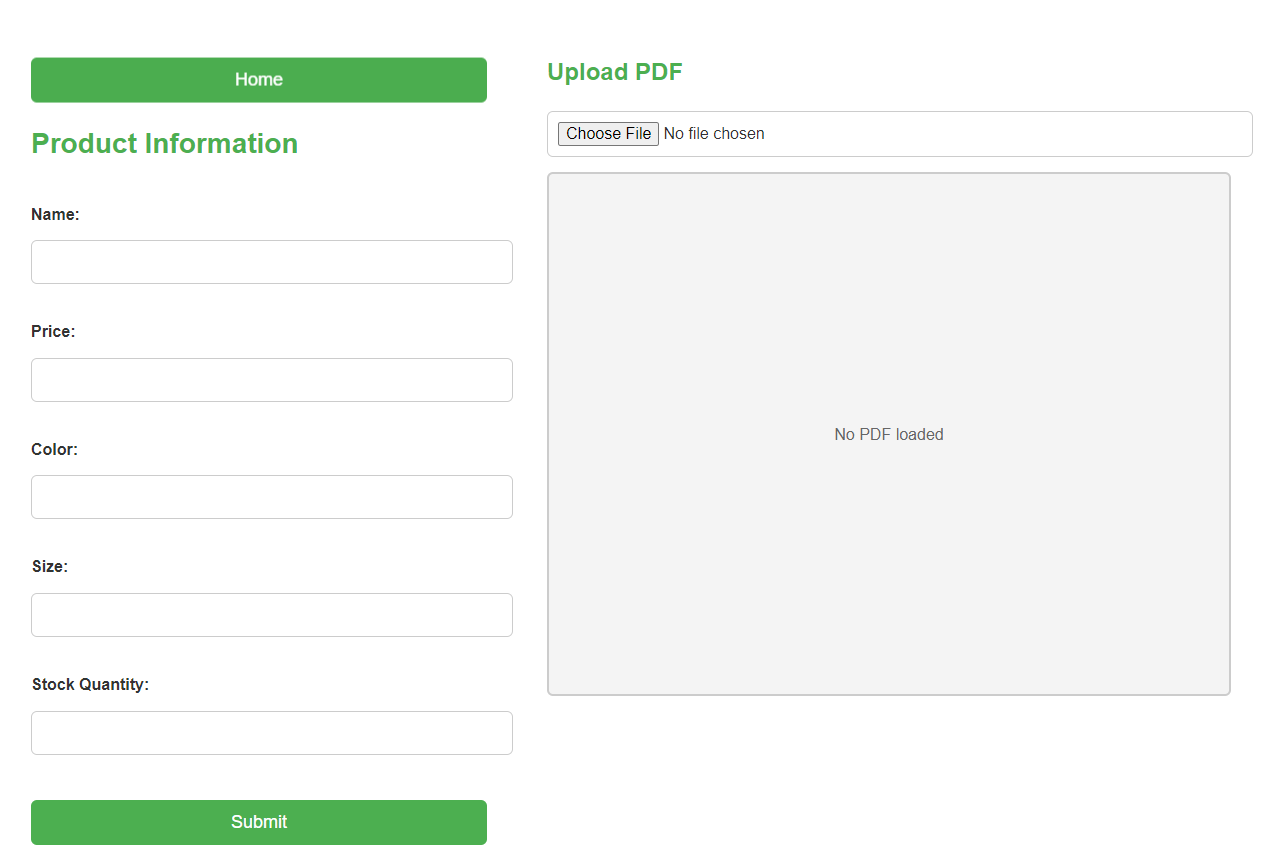 Home
Product Information
Name:
Price:
Color:
Size:
Stock Quantity:
Submit
Upload PDF
Choose File No file chosen
No PDF loaded